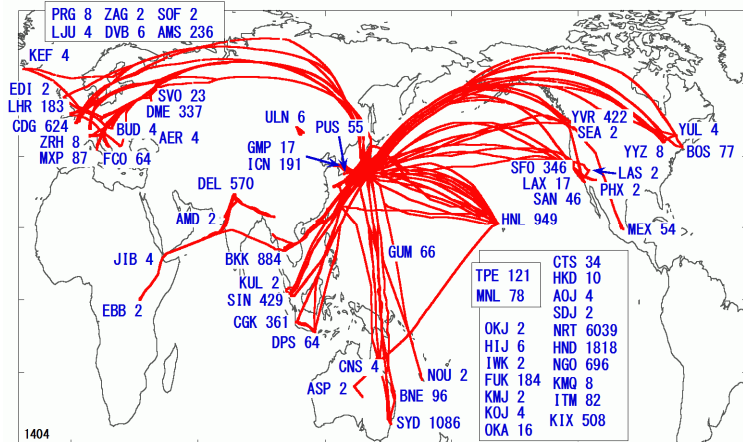 PRG 8 ZAG 2 SOF 2
LJU 4 DVB 6 AMS 236
KEF 4
EDI 2
LHR 183
CDG 624
ZRH 8
MXP 87
FCO 64
BUD 4
AER 4
SVO 23
DME 337
ULN 6
PUS 55
GMP 17
ICN 191
DEL 570
AMD 2
JIB 4
EBB 2
BKK 884
KUL 2
SIN 429
CGK 361
DPS 64
GUM 66
CNS 4
ASP 2
NOU 2
BNE 96
SYD 1086
HNL 949
YVR 422
SEA 2
YUL 4
YYZ 8
BOS 77
SFO 346
LAS 2
LAX 17
PHX 2
SAN 46
MEX 54
TPE 121
MNL 78
OKJ 2
HIJ 6
IWK 2
FUK 184
KMJ 2
KOJ 4
OKA 16
CTS 34
HKD 10
AOJ 4
SDJ 2
NRT 6039
HND 1818
NGO 696
KMQ 8
ITM 82
KIX 508
1404